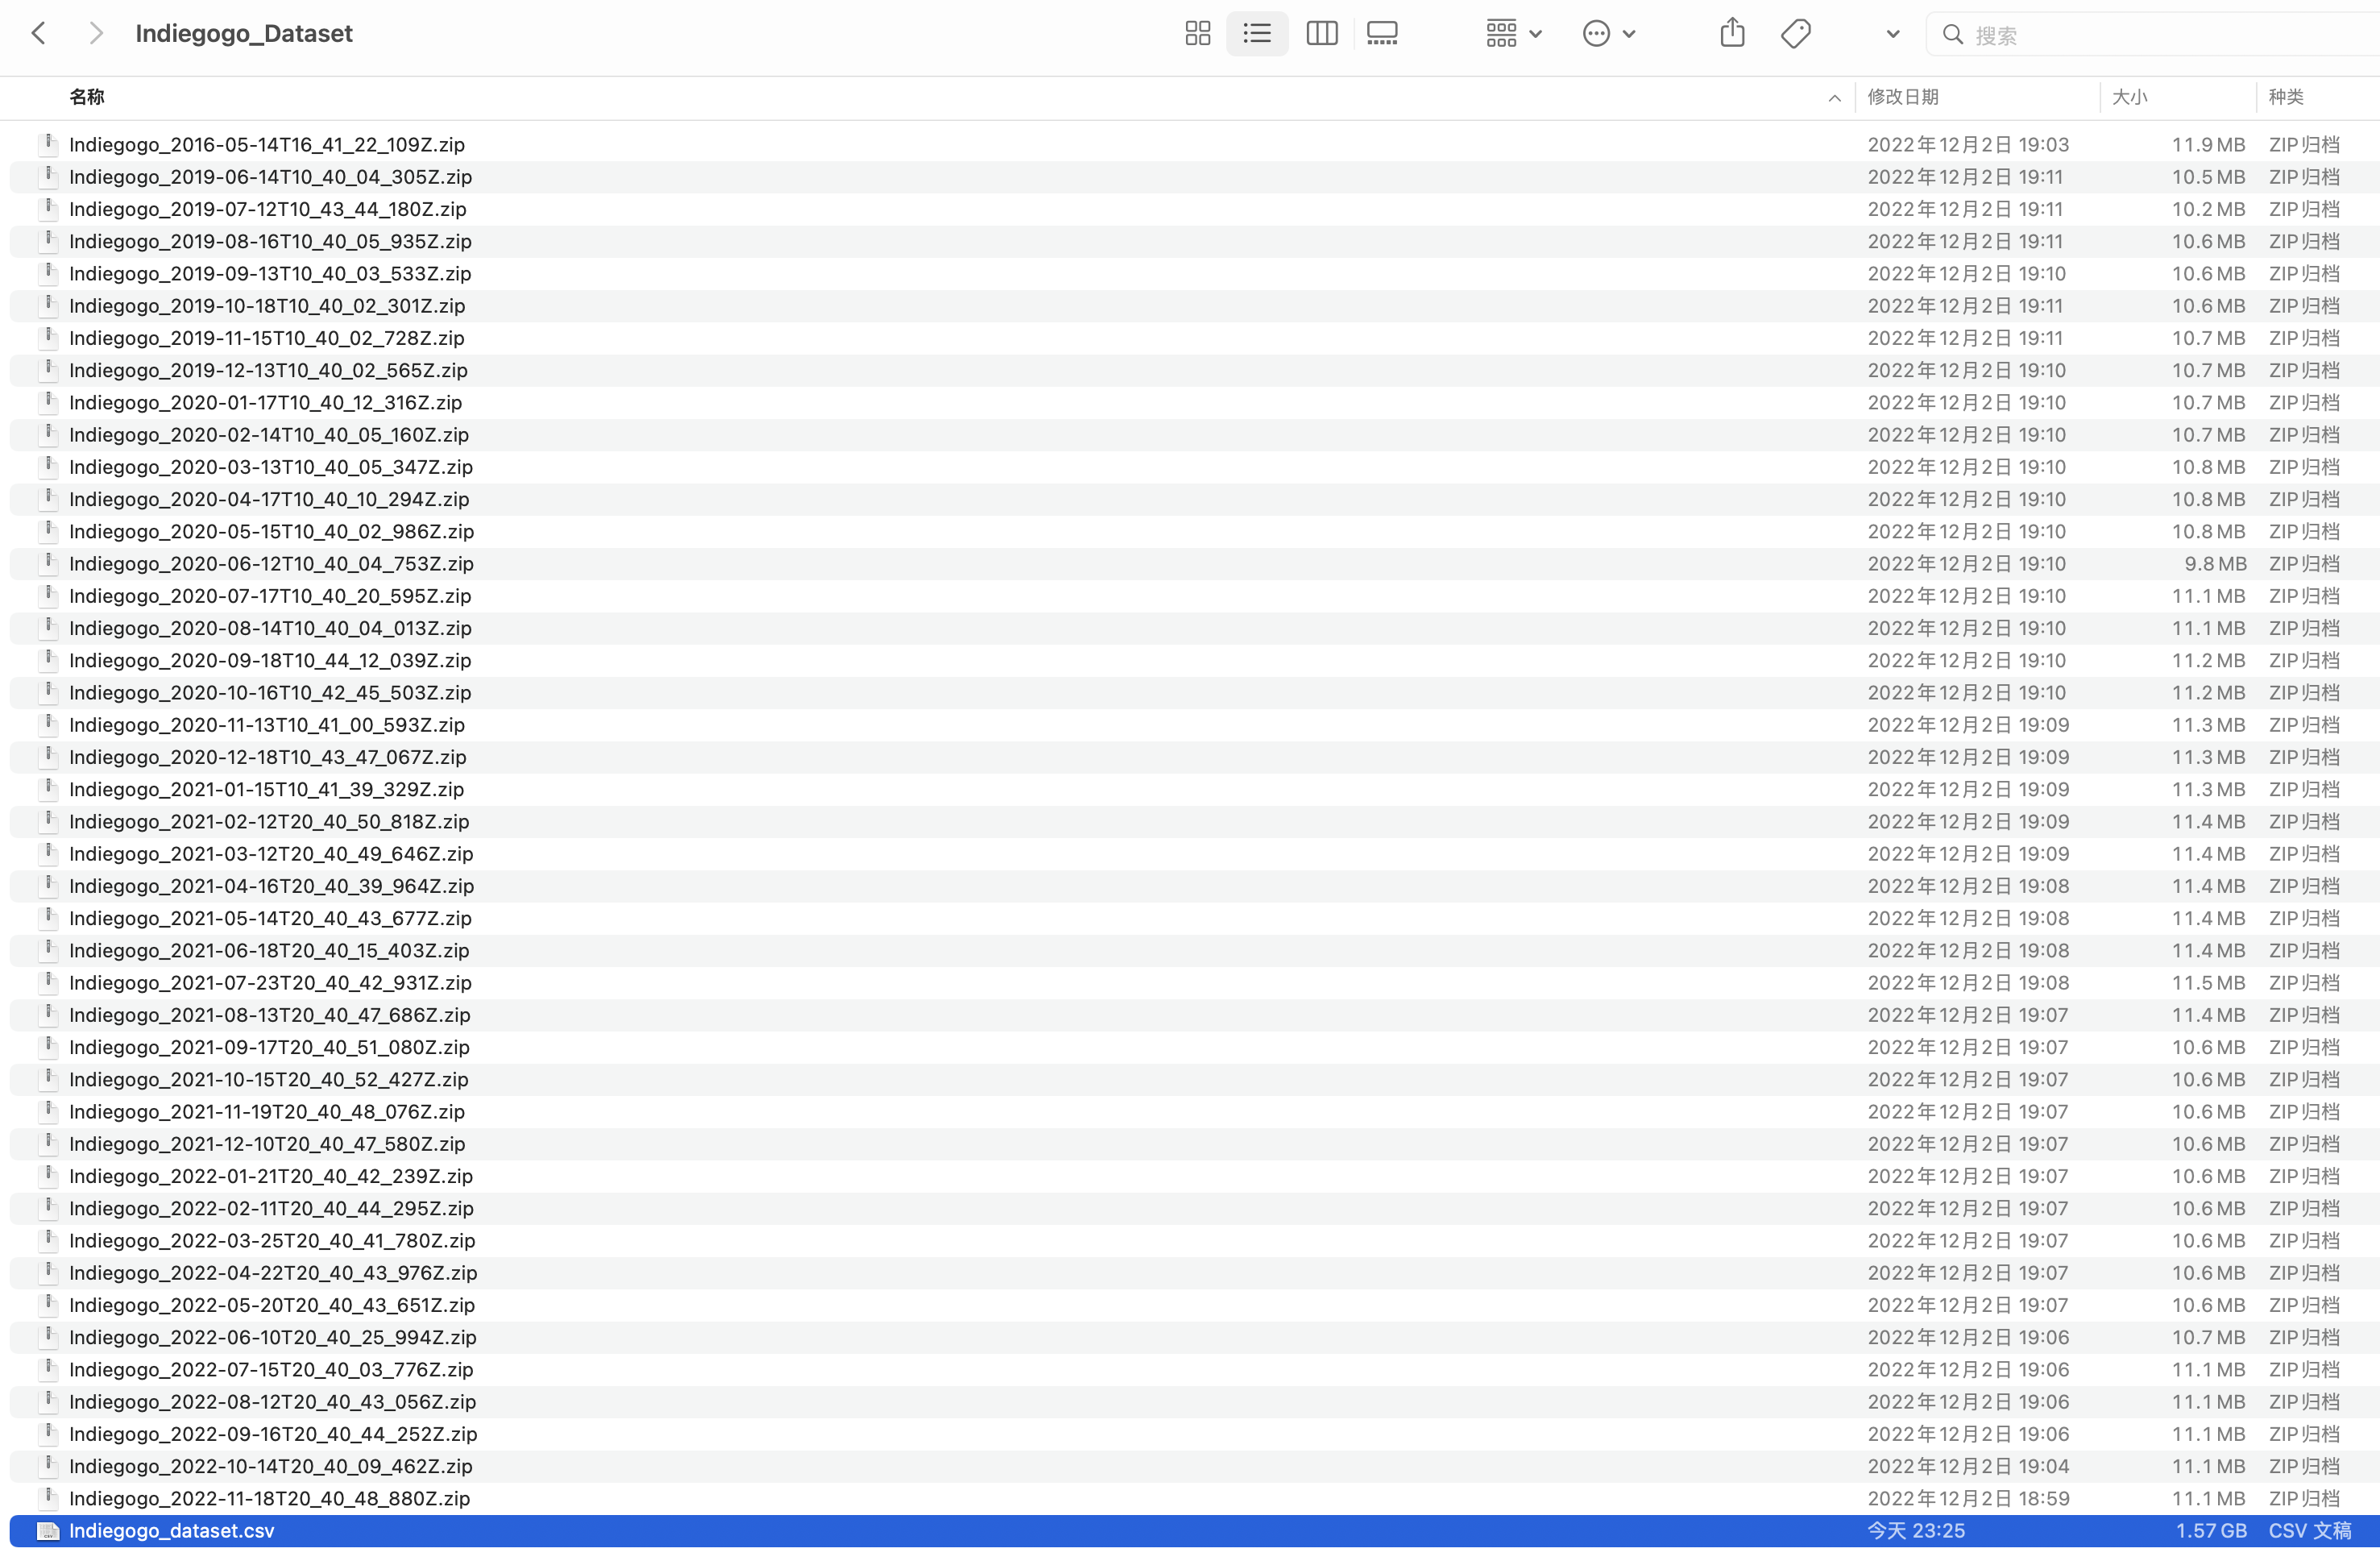 Indiegogo_Dataset
搜索
名称 修改日期 大小 种类
Indiegogo_2016-05-14T16_41_22_109Z.zip 2022年12月2日 19:03 11.9 MB ZIP归档
Indiegogo_2019-06-14T10_40_04_305Z.zip 2022年12月2日 19:11 10.5 MB ZIP归档
Indiegogo_2019-07-12T10_43_44_180Z.zip 2022年12月2日 19:11 10.2 MB ZIP归档
Indiegogo_2019-08-16T10_40_05_935Z.zip 2022年12月2日 19:11 10.6 MB ZIP归档
Indiegogo_2019-09-13T10_40_03_533Z.zip 2022年12月2日 19:10 10.6 MB ZIP归档
Indiegogo_2019-10-18T10_40_02_301Z.zip 2022年12月2日 19:11 10.6 MB ZIP归档
Indiegogo_2019-11-15T10_40_02_728Z.zip 2022年12月2日 19:11 10.7 MB ZIP归档
Indiegogo_2019-12-13T10_40_02_565Z.zip 2022年12月2日 19:10 10.7 MB ZIP归档
Indiegogo_2020-01-17T10_40_12_316Z.zip 2022年12月2日 19:10 10.7 MB ZIP归档
Indiegogo_2020-02-14T10_40_05_160Z.zip 2022年12月2日 19:10 10.7 MB ZIP归档
Indiegogo_2020-03-13T10_40_05_347Z.zip 2022年12月2日 19:10 10.8 MB ZIP归档
Indiegogo_2020-04-17T10_40_10_294Z.zip 2022年12月2日 19:10 10.8 MB ZIP归档
Indiegogo_2020-05-15T10_40_02_986Z.zip 2022年12月2日 19:10 10.8 MB ZIP归档
Indiegogo_2020-06-12T10_40_04_753Z.zip 2022年12月2日 19:10 9.8 MB ZIP归档
Indiegogo_2020-07-17T10_40_20_595Z.zip 2022年12月2日 19:10 11.1 MB ZIP归档
Indiegogo_2020-08-14T10_40_04_013Z.zip 2022年12月2日 19:10 11.1 MB ZIP归档
Indiegogo_2020-09-18T10_44_12_039Z.zip 2022年12月2日 19:10 11.2 MB ZIP归档
Indiegogo_2020-10-16T10_42_45_503Z.zip 2022年12月2日 19:10 11.2 MB ZIP归档
Indiegogo_2020-11-13T10_41_00_593Z.zip 2022年12月2日 19:09 11.3 MB ZIP归档
Indiegogo_2020-12-18T10_43_47_067Z.zip 2022年12月2日 19:09 11.3 MB ZIP归档
Indiegogo_2021-01-15T10_41_39_329Z.zip 2022年12月2日 19:09 11.3 MB ZIP归档
Indiegogo_2021-02-12T20_40_50_818Z.zip 2022年12月2日 19:09 11.4 MB ZIP归档
Indiegogo_2021-03-12T20_40_49_646Z.zip 2022年12月2日 19:09 11.4 MB ZIP归档
Indiegogo_2021-04-16T20_40_39_964Z.zip 2022年12月2日 19:08 11.4 MB ZIP归档
Indiegogo_2021-05-14T20_40_43_677Z.zip 2022年12月2日 19:08 11.4 MB ZIP归档
Indiegogo_2021-06-18T20_40_15_403Z.zip 2022年12月2日 19:08 11.4 MB ZIP归档
Indiegogo_2021-07-23T20_40_42_931Z.zip 2022年12月2日 19:08 11.5 MB ZIP归档
Indiegogo_2021-08-13T20_40_47_686Z.zip 2022年12月2日 19:07 11.4 MB ZIP归档
Indiegogo_2021-09-17T20_40_51_080Z.zip 2022年12月2日 19:07 10.6 MB ZIP归档
Indiegogo_2021-10-15T20_40_52_427Z.zip 2022年12月2日 19:07 10.6 MB ZIP归档
Indiegogo_2021-11-19T20_40_48_076Z.zip 2022年12月2日 19:07 10.6 MB ZIP归档
Indiegogo_2021-12-10T20_40_47_580Z.zip 2022年12月2日 19:07 10.6 MB ZIP归档
Indiegogo_2022-01-21T20_40_42_239Z.zip 2022年12月2日 19:07 10.6 MB ZIP归档
Indiegogo_2022-02-11T20_40_44_295Z.zip 2022年12月2日 19:07 10.6 MB ZIP归档
Indiegogo_2022-03-25T20_40_41_780Z.zip 2022年12月2日 19:07 10.6 MB ZIP归档
Indiegogo_2022-04-22T20_40_43_976Z.zip 2022年12月2日 19:07 10.6 MB ZIP归档
Indiegogo_2022-05-20T20_40_43_651Z.zip 2022年12月2日 19:07 10.6 MB ZIP归档
Indiegogo_2022-06-10T20_40_25_994Z.zip 2022年12月2日 19:06 10.7 MB ZIP归档
Indiegogo_2022-07-15T20_40_03_776Z.zip 2022年12月2日 19:06 11.1 MB ZIP归档
Indiegogo_2022-08-12T20_40_43_056Z.zip 2022年12月2日 19:06 11.1 MB ZIP归档
Indiegogo_2022-09-16T20_40_44_252Z.zip 2022年12月2日 19:06 11.1 MB ZIP归档
Indiegogo_2022-10-14T20_40_09_462Z.zip 2022年12月2日 19:04 11.1 MB ZIP归档
Indiegogo_2022-11-18T20_40_48_880Z.zip 2022年12月2日 18:59 11.1 MB ZIP归档
Indiegogo_dataset.csv 今天 23:25 1.57 GB CSV 文稿